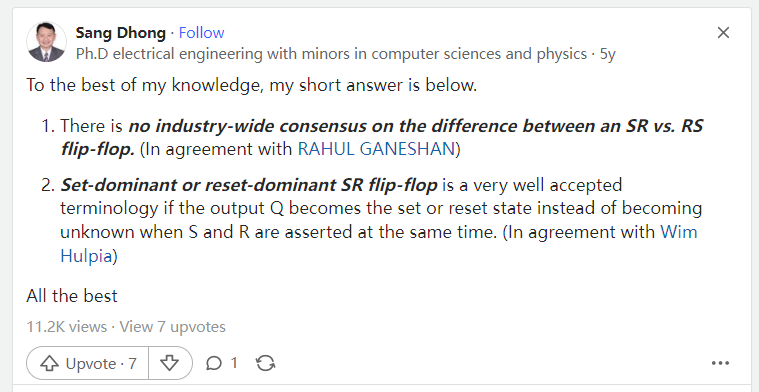 Sang Dhong · Follow
Ph.D electrical engineering with minors in computer sciences and physics · 5y
To the best of my knowledge, my short answer is below.
1. There is no industry-wide consensus on the difference between an SR vs. RS
flip-flop. (In agreement with RAHUL GANESHAN)
2. Set-dominant or reset-dominant SR flip-flop is a very well accepted
terminology if the output Q becomes the set or reset state instead of becoming
unknown when S and R are asserted at the same time. (In agreement with Wim
Hulpia)
All the best
11.2K views · View 7 upvotes
Upvote · 7 1